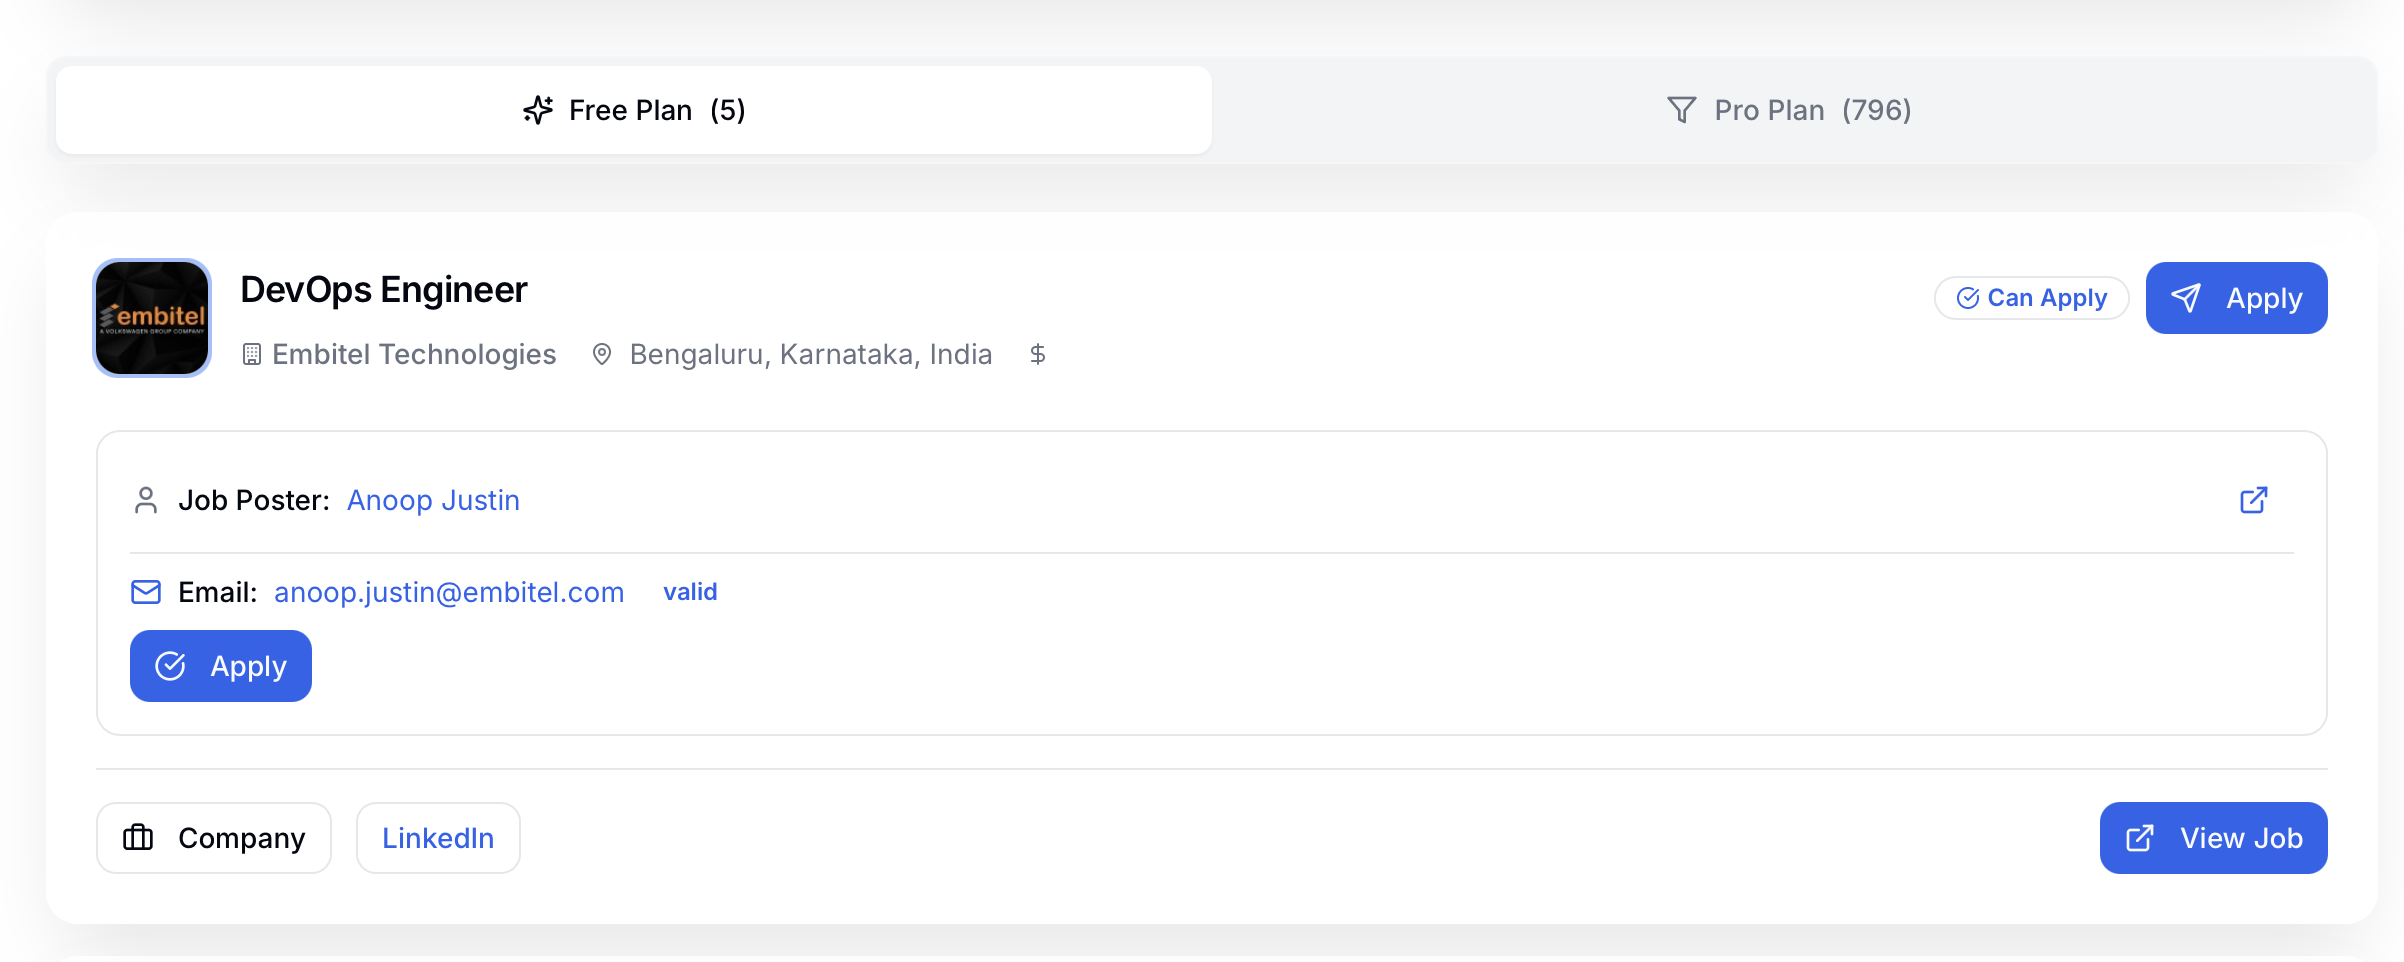 Free Plan (5)
Pro Plan (796)
embitel
A VOLKSWAGEN GROUP COMPANY
DevOps Engineer
Can Apply
Apply
Embitel Technologies
Bengaluru, Karnataka, India
$
Job Poster: Anoop Justin
Email: anoop.justin@embitel.com valid
Apply
Company
LinkedIn
View Job